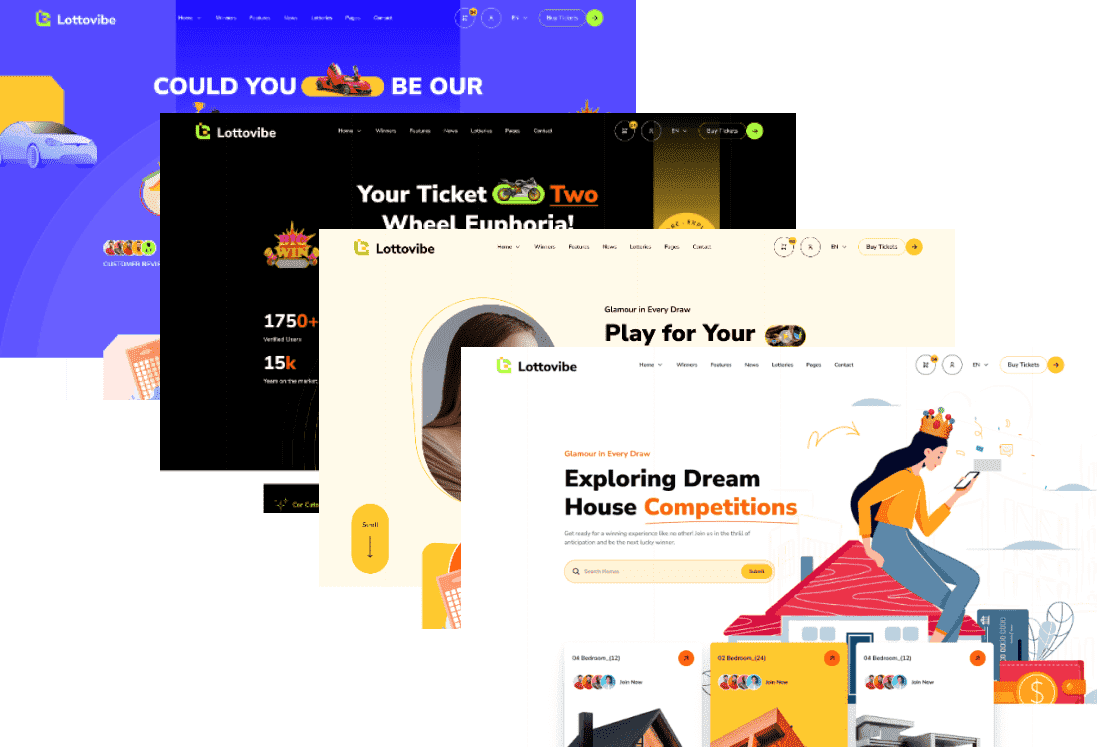 Lottovibe
Home Winners Features News Lotteries Pages Contact
EN
Buy Tickets
COULD YOU BE OUR
CUSTOMER REVIE
Lottovibe
Home Winners Features News Lotteries Pages Contact
EN
Buy Tickets
Your Ticket Two
Wheel Euphoria!
WIN
1750+
Verified Users
15k
Years on the market
Lottovibe
Home Winners Features News Lotteries Pages Contact
EN
Buy Tickets
Glamour in Every Draw
Play for Your
Scroll
Lottovibe
Home Winners Features News Lotteries Pages Contact
EN
Buy Tickets
Glamour in Every Draw
Exploring Dream
House Competitions
Get ready for a winning experience like no other! Join us in the thrill of
anticipation and be the next lucky winner.
Search Homes
Submit
04 Bedroom_(12)
Join Now
02 Bedroom_(24)
Join Now
04 Bedroom_(12)
Join Now
$